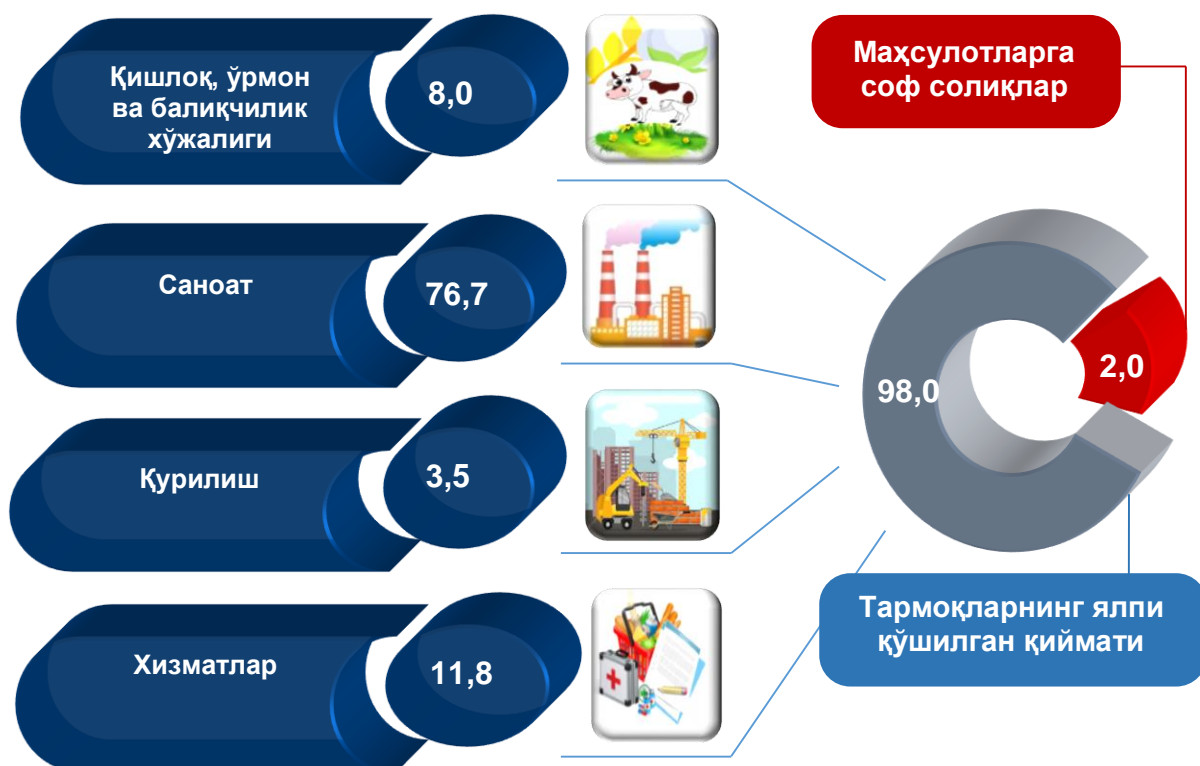 Қишлоқ, ўрмон
ва балиқчилик
хўжалиги
8,0
Саноат
76,7
Қурилиш
3,5
Хизматлар
11,8
Маҳсулотларга
соф солиқлар
2,0
98,0
Тармоқларнинг ялпи
қўшилган қиймати